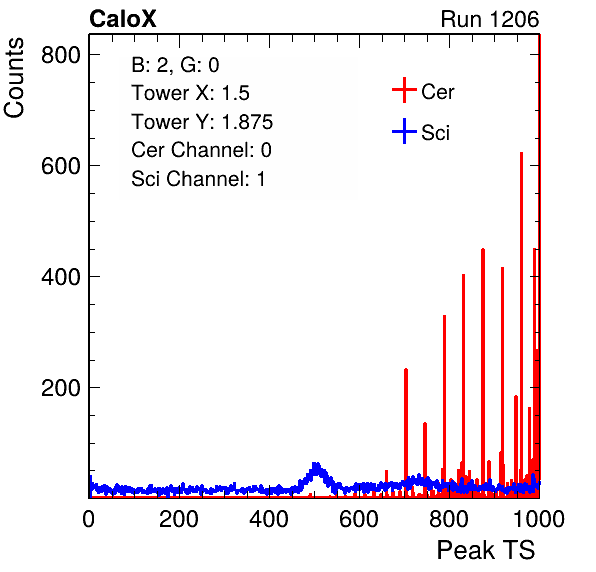 CaloX Run 1206
Counts
800
600
400
200
B: 2, G: 0
Tower X: 1.5
Tower Y: 1.875
Cer Channel: 0
Sci Channel: 1
Cer
Sci
0 200 400 600 800 1000
Peak TS